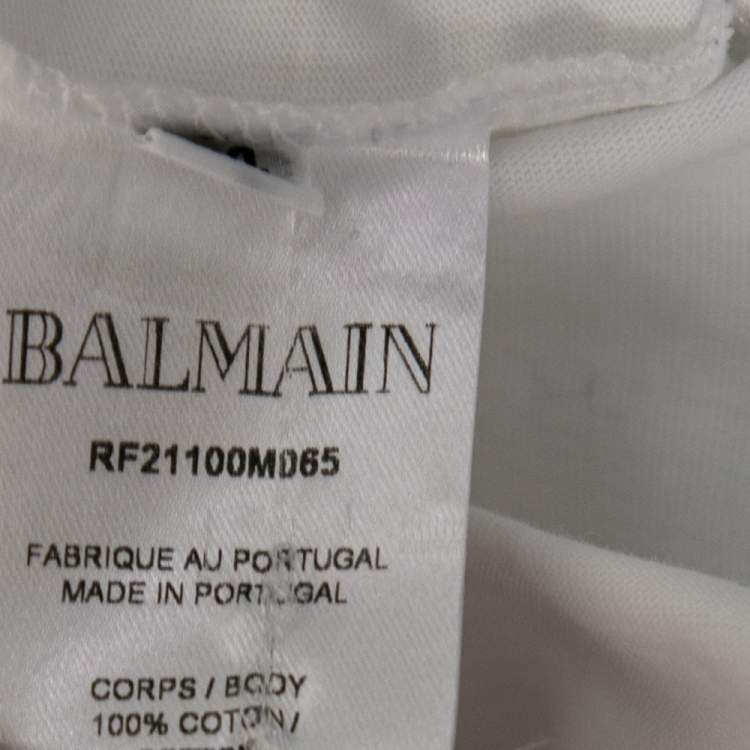 BALMAIN
RF21100M065
FABRIQUE AU PORTUGAL
MADE IN PORTUGAL
CORPS / BODY
100% COTON /